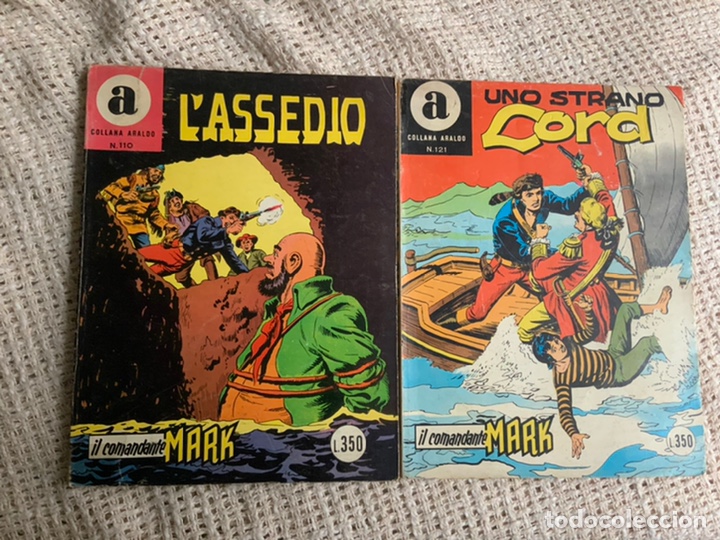 a
COLLANA ARALDO
N. 110
L'ASSEDIO
il comandante MARK
L.350
a
COLLANA ARALDO
N. 121
UNO STRANO
Lord
il comandante MARK
L.350
todocoleccion